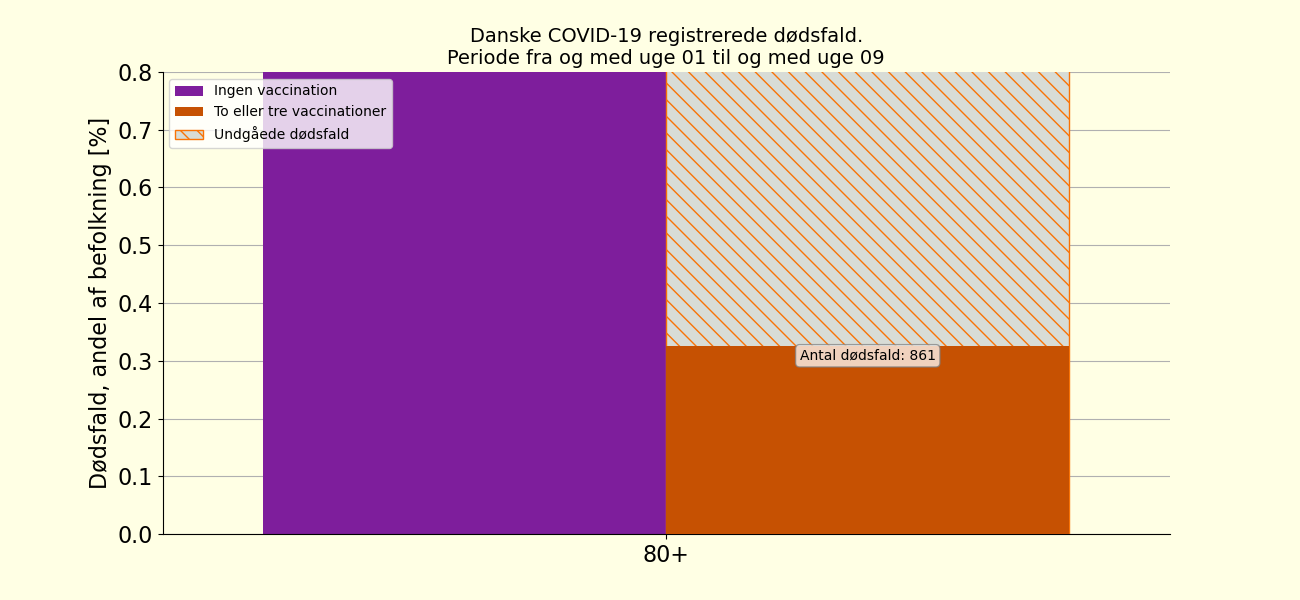 Danske COVID-19 registrerede dødsfald.
Periode fra og med uge 01 til og med uge 09
Ingen vaccination
To eller tre vaccinationer
Undgåede dødsfald
Dødsfald, andel af befolkning [%]
0.8
0.7
0.6
0.5
0.4
0.3
0.2
0.1
0.0
Antal dødsfald: 861
80+